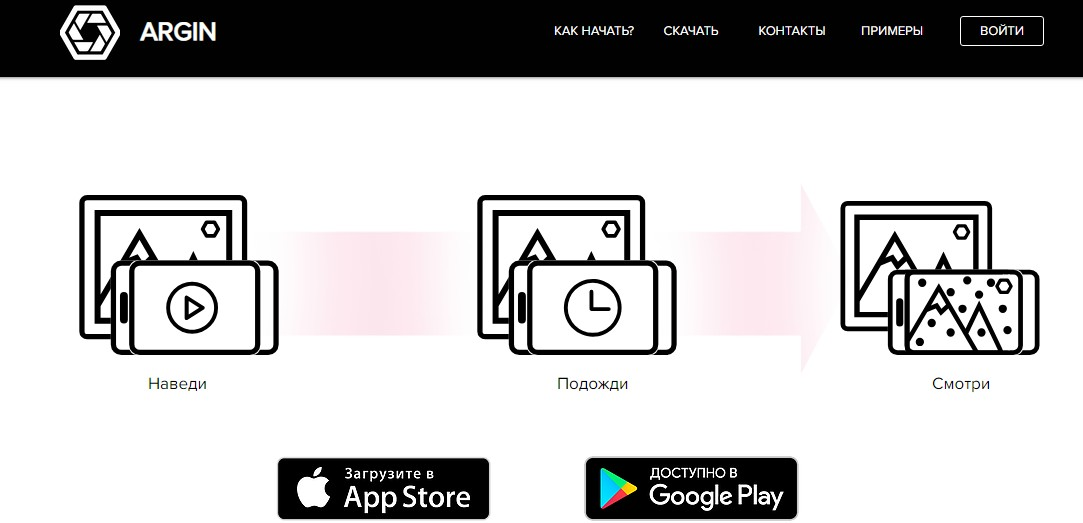 ARGIN
КАК НАЧАТЬ? СКАЧАТЬ КОНТАКТЫ ПРИМЕРЫ ВОЙТИ
Наведи Подожди Смотри
Загрузите в
App Store
ДОСТУПНО В
Google Play